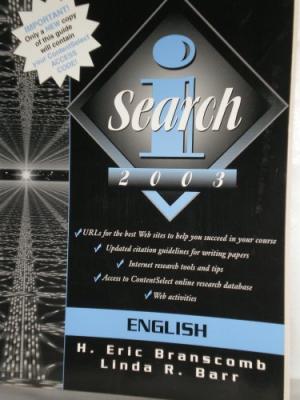 IMPORTANT!
Only a NEW copy
of this guide
will contain
your ContentSelect
ACCESS
CODE!
i
Search
2003
URLs for the best Web sites to help you succeed in your course
Updated citation guidelines for writing papers
Internet research tools and tips
Access to ContentSelect online research database
Web activities
ENGLISH
H. Eric Branscomb
Linda R. Barr